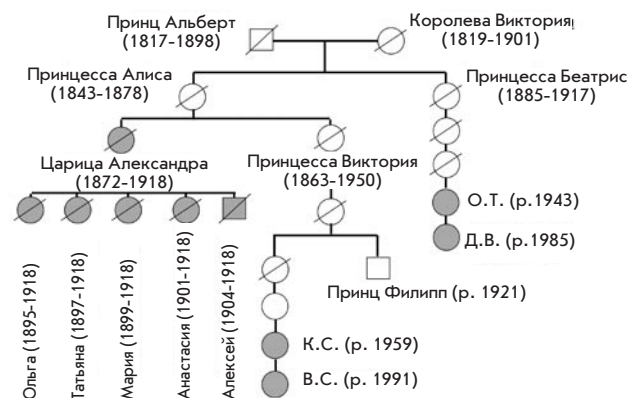 Принц Альберт
(1817-1898)
Королева Виктория
(1819-1901)
Принцесса Алиса
(1843-1878)
Принцесса Беатрис
(1885-1917)
Царица Александра
(1872-1918)
Принцесса Виктория
(1863-1950)
О.Т. (р.1943)
Д.В. (р.1985)
Ольга (1895-1918)
Татьяна (1897-1918)
Мария (1899-1918)
Анастасия (1901-1918)
Алексей (1904-1918)
Принц Филипп (р. 1921)
К.С. (р. 1959)
В.С. (р. 1991)